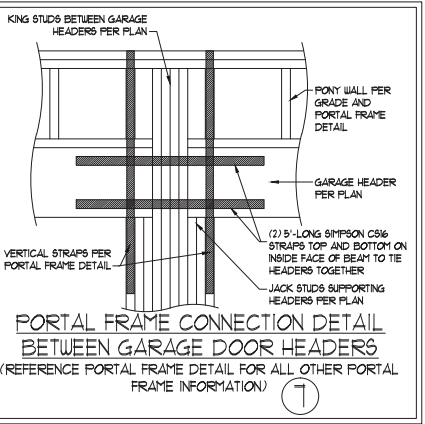 KING STUDS BETWEEN GARAGE
HEADERS PER PLAN
PONY WALL PER
GRADE AND
PORTAL FRAME
DETAIL
GARAGE HEADER
PER PLAN
(2) 5'-LONG SIMPSON CS16
STRAPS TOP AND BOTTOM ON
INSIDE FACE OF BEAM TO TIE
HEADERS TOGETHER
VERTICAL STRAPS PER
PORTAL FRAME DETAIL
JACK STUDS SUPPORTING
HEADERS PER PLAN
PORTAL FRAME CONNECTION DETAIL
BETWEEN GARAGE DOOR HEADERS
(REFERENCE PORTAL FRAME DETAIL FOR ALL OTHER PORTAL
FRAME INFORMATION)
7